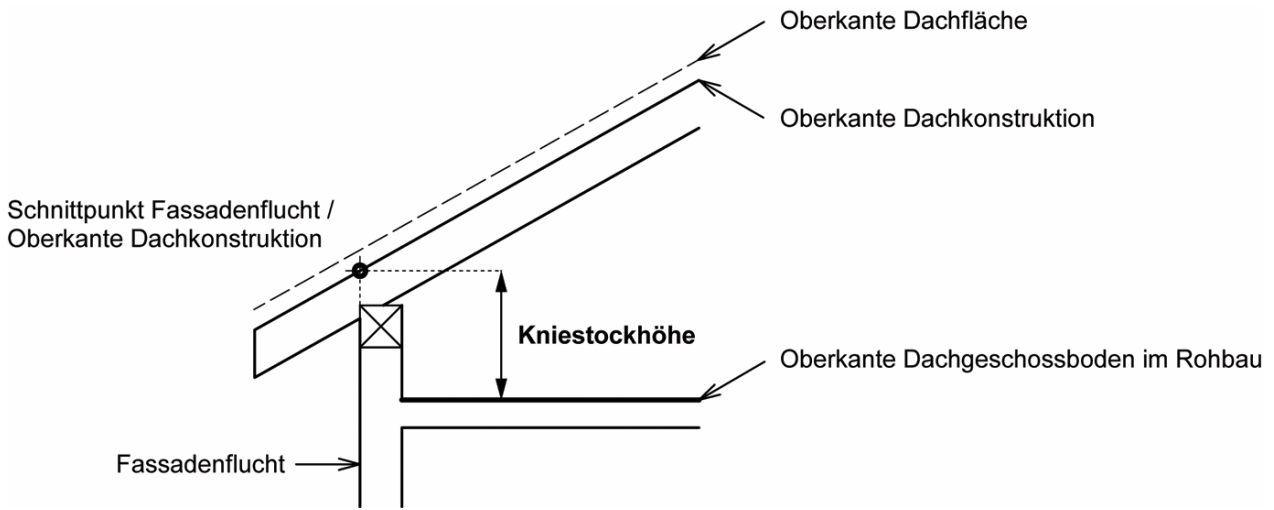 Oberkante Dachfläche
Oberkante Dachkonstruktion
Schnittpunkt Fassadenflucht /
Oberkante Dachkonstruktion
Kniestockhöhe
Oberkante Dachgeschossboden im Rohbau
Fassadenflucht